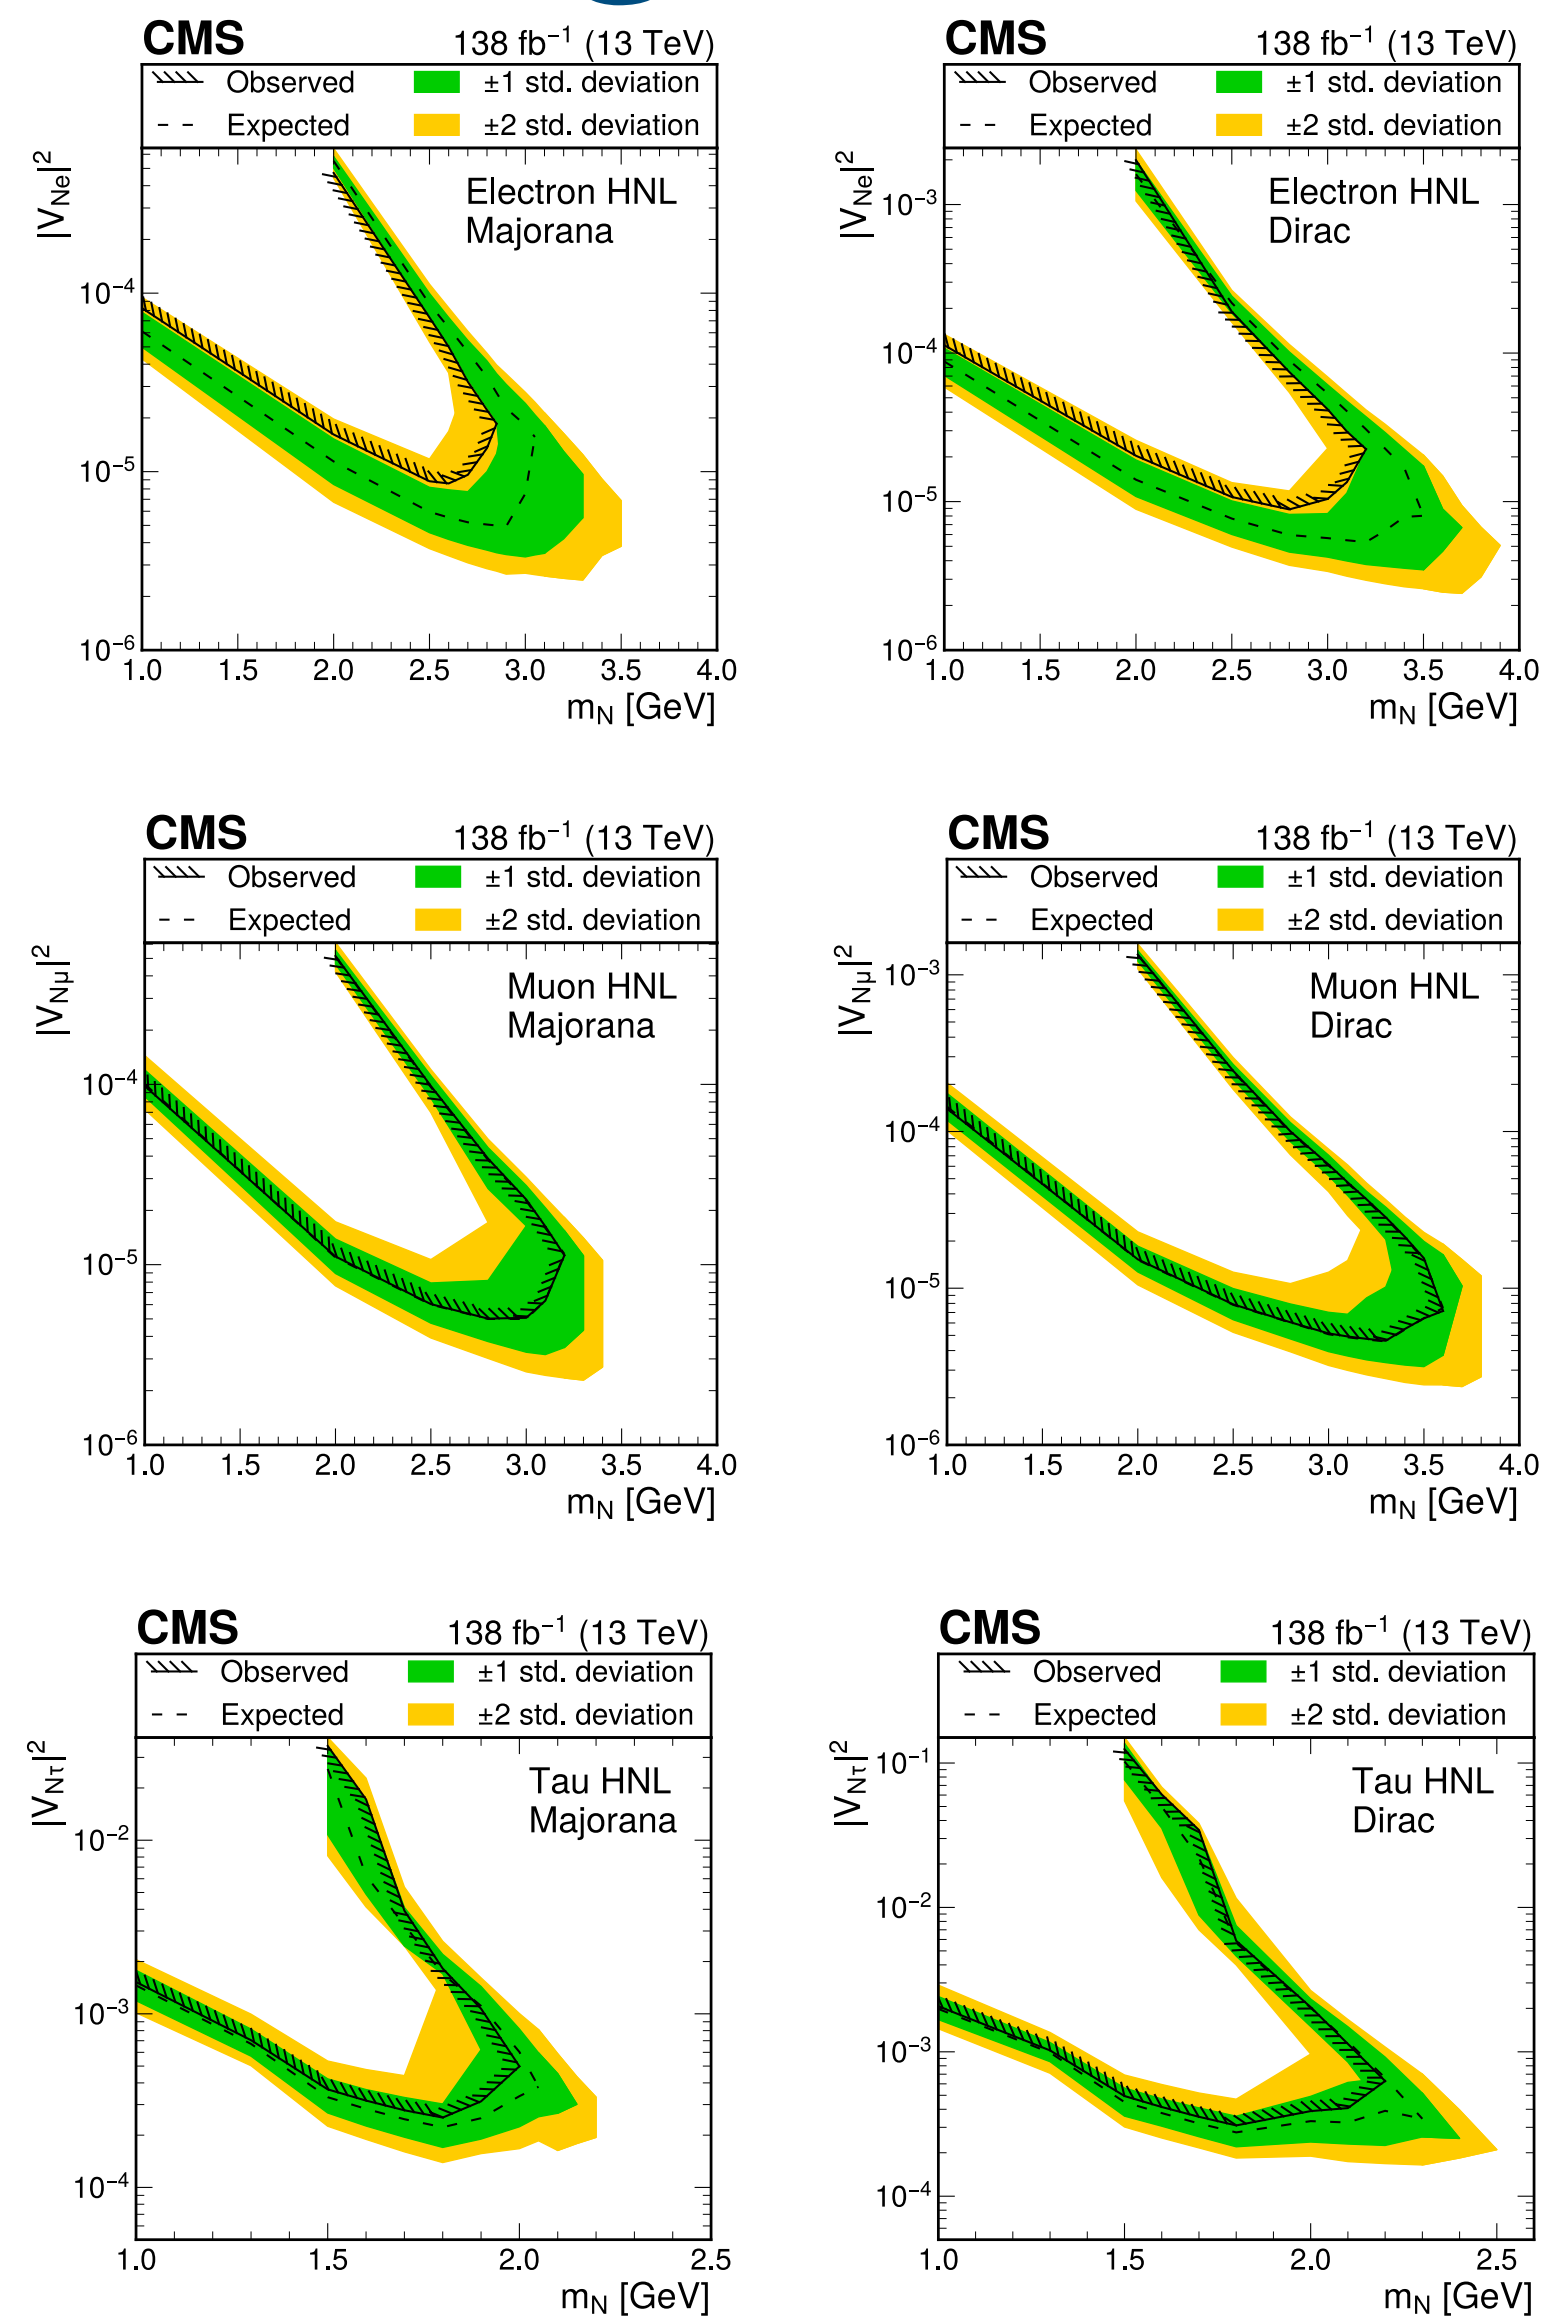 CMS 138 fb⁻¹ (13 TeV)
Observed ±1 std. deviation
Expected ±2 std. deviation
|V_Ne|²
Electron HNL
Majorana
10⁻⁴
10⁻⁵
10⁻⁶
1.0 1.5 2.0 2.5 3.0 3.5 4.0
m_N [GeV]
CMS 138 fb⁻¹ (13 TeV)
Observed ±1 std. deviation
Expected ±2 std. deviation
|V_Ne|²
Electron HNL
Dirac
10⁻³
10⁻⁴
10⁻⁵
10⁻⁶
1.0 1.5 2.0 2.5 3.0 3.5 4.0
m_N [GeV]
CMS 138 fb⁻¹ (13 TeV)
Observed ±1 std. deviation
Expected ±2 std. deviation
|V_Nμ|²
Muon HNL
Majorana
10⁻⁴
10⁻⁵
10⁻⁶
1.0 1.5 2.0 2.5 3.0 3.5 4.0
m_N [GeV]
CMS 138 fb⁻¹ (13 TeV)
Observed ±1 std. deviation
Expected ±2 std. deviation
|V_Nμ|²
Muon HNL
Dirac
10⁻³
10⁻⁴
10⁻⁵
10⁻⁶
1.0 1.5 2.0 2.5 3.0 3.5 4.0
m_N [GeV]
CMS 138 fb⁻¹ (13 TeV)
Observed ±1 std. deviation
Expected ±2 std. deviation
|V_Nτ|²
Tau HNL
Majorana
10⁻²
10⁻³
10⁻⁴
1.0 1.5 2.0 2.5
m_N [GeV]
CMS 138 fb⁻¹ (13 TeV)
Observed ±1 std. deviation
Expected ±2 std. deviation
|V_Nτ|²
Tau HNL
Dirac
10⁻¹
10⁻²
10⁻³
10⁻⁴
1.0 1.5 2.0 2.5
m_N [GeV]